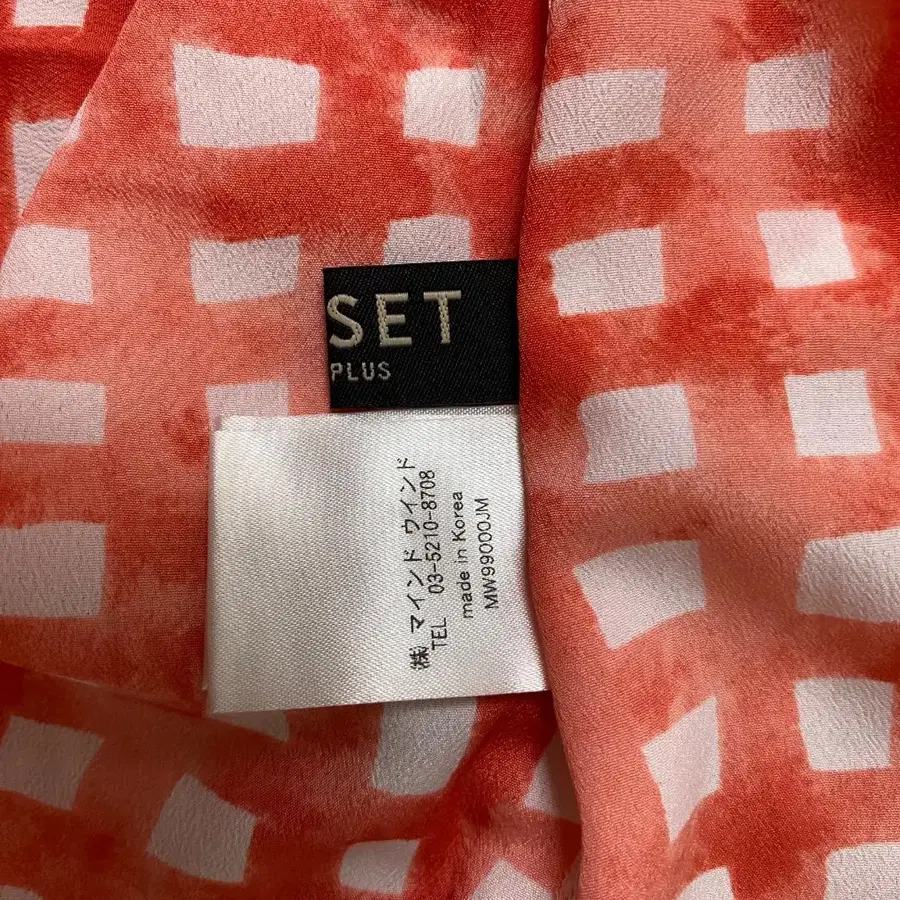 SET
PLUS
㈱ マインド ウインド
TEL 03-5210-8708
made in Korea
MW99000JM